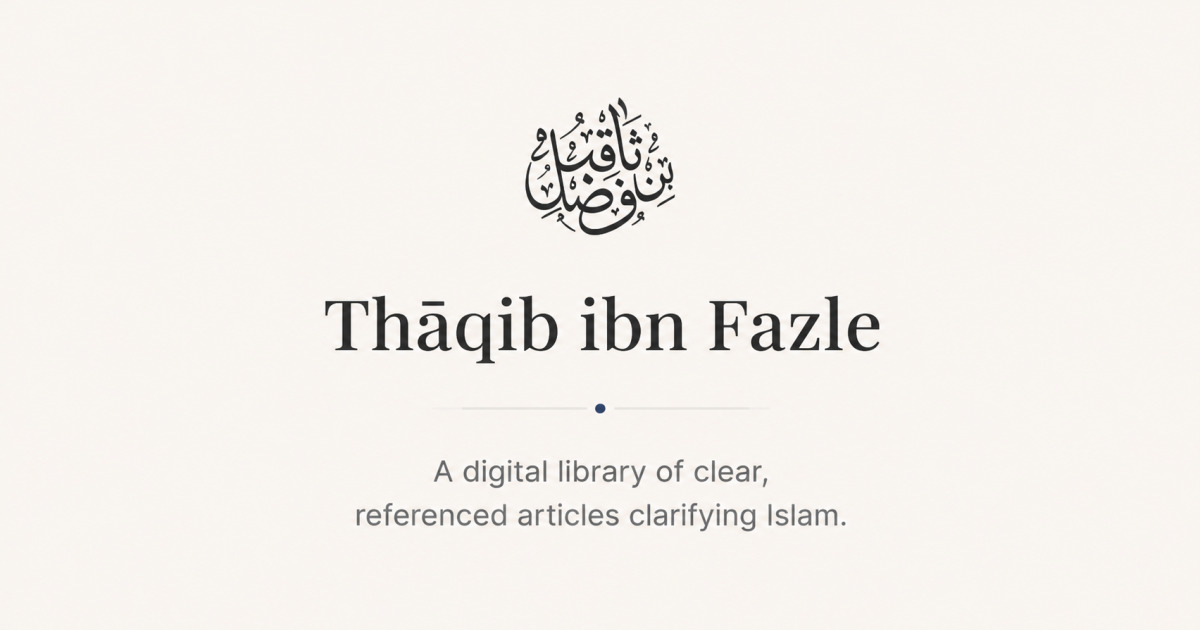 ثاقب
بن فضل
Thāqib ibn Fazle
A digital library of clear,
referenced articles clarifying Islam.